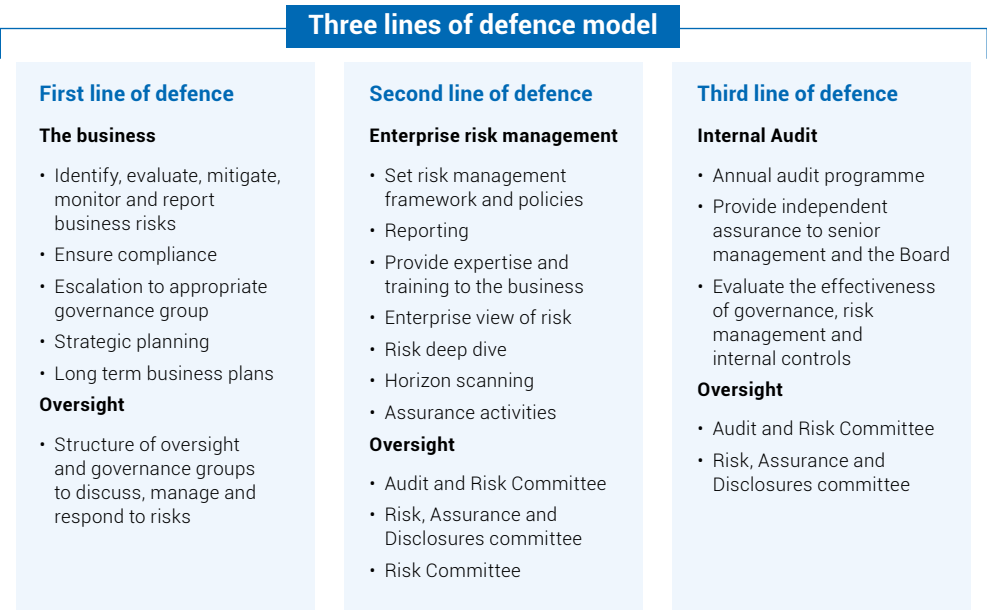 Three lines of defence model
First line of defence
The business
• Identify, evaluate, mitigate,
monitor and report
business risks
• Ensure compliance
• Escalation to appropriate
governance group
• Strategic planning
• Long term business plans
Oversight
• Structure of oversight
and governance groups
to discuss, manage and
respond to risks
Second line of defence
Enterprise risk management
• Set risk management
framework and policies
• Reporting
• Provide expertise and
training to the business
• Enterprise view of risk
• Risk deep dive
• Horizon scanning
• Assurance activities
Oversight
• Audit and Risk Committee
• Risk, Assurance and
Disclosures committee
• Risk Committee
Third line of defence
Internal Audit
• Annual audit programme
• Provide independent
assurance to senior
management and the Board
• Evaluate the effectiveness
of governance, risk
management and
internal controls
Oversight
• Audit and Risk Committee
• Risk, Assurance and
Disclosures committee